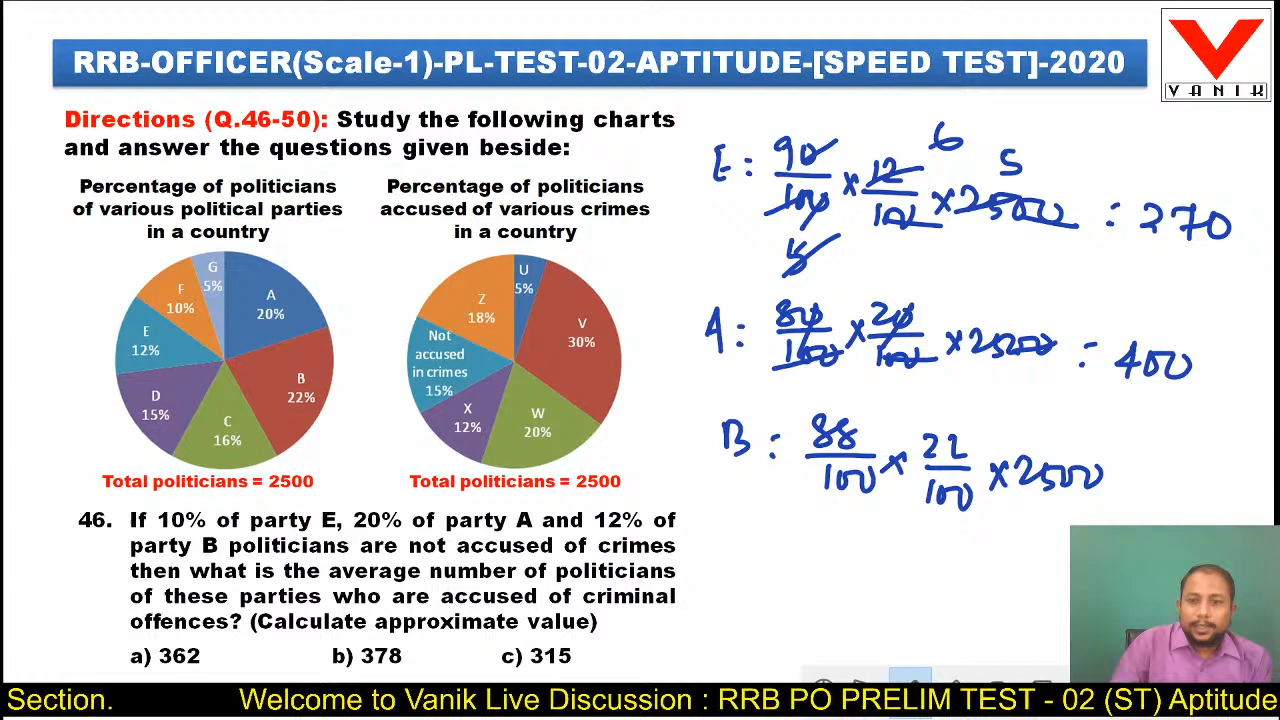 RRB-OFFICER(Scale-1)-PL-TEST-02-APTITUDE-[SPEED TEST]-2020
VANIK
Directions (Q.46-50): Study the following charts
and answer the questions given beside:
Percentage of politicians
of various political parties
in a country
G
5%
A
20%
F
10%
E
12%
B
22%
D
15%
C
16%
Total politicians = 2500
Percentage of politicians
accused of various crimes
in a country
U
5%
Z
18%
V
30%
Not
accused
in crimes
15%
X
12%
W
20%
Total politicians = 2500
46. If 10% of party E, 20% of party A and 12% of
party B politicians are not accused of crimes
then what is the average number of politicians
of these parties who are accused of criminal
offences? (Calculate approximate value)
a) 362 b) 378 c) 315
E : 90/100 × 12/100 × 2500 : 270
6
5
5
A : 80/100 × 20/100 × 2500 : 400
B : 88/100 × 22/100 × 2500
Section. Welcome to Vanik Live Discussion : RRB PO PRELIM TEST - 02 (ST) Aptitude